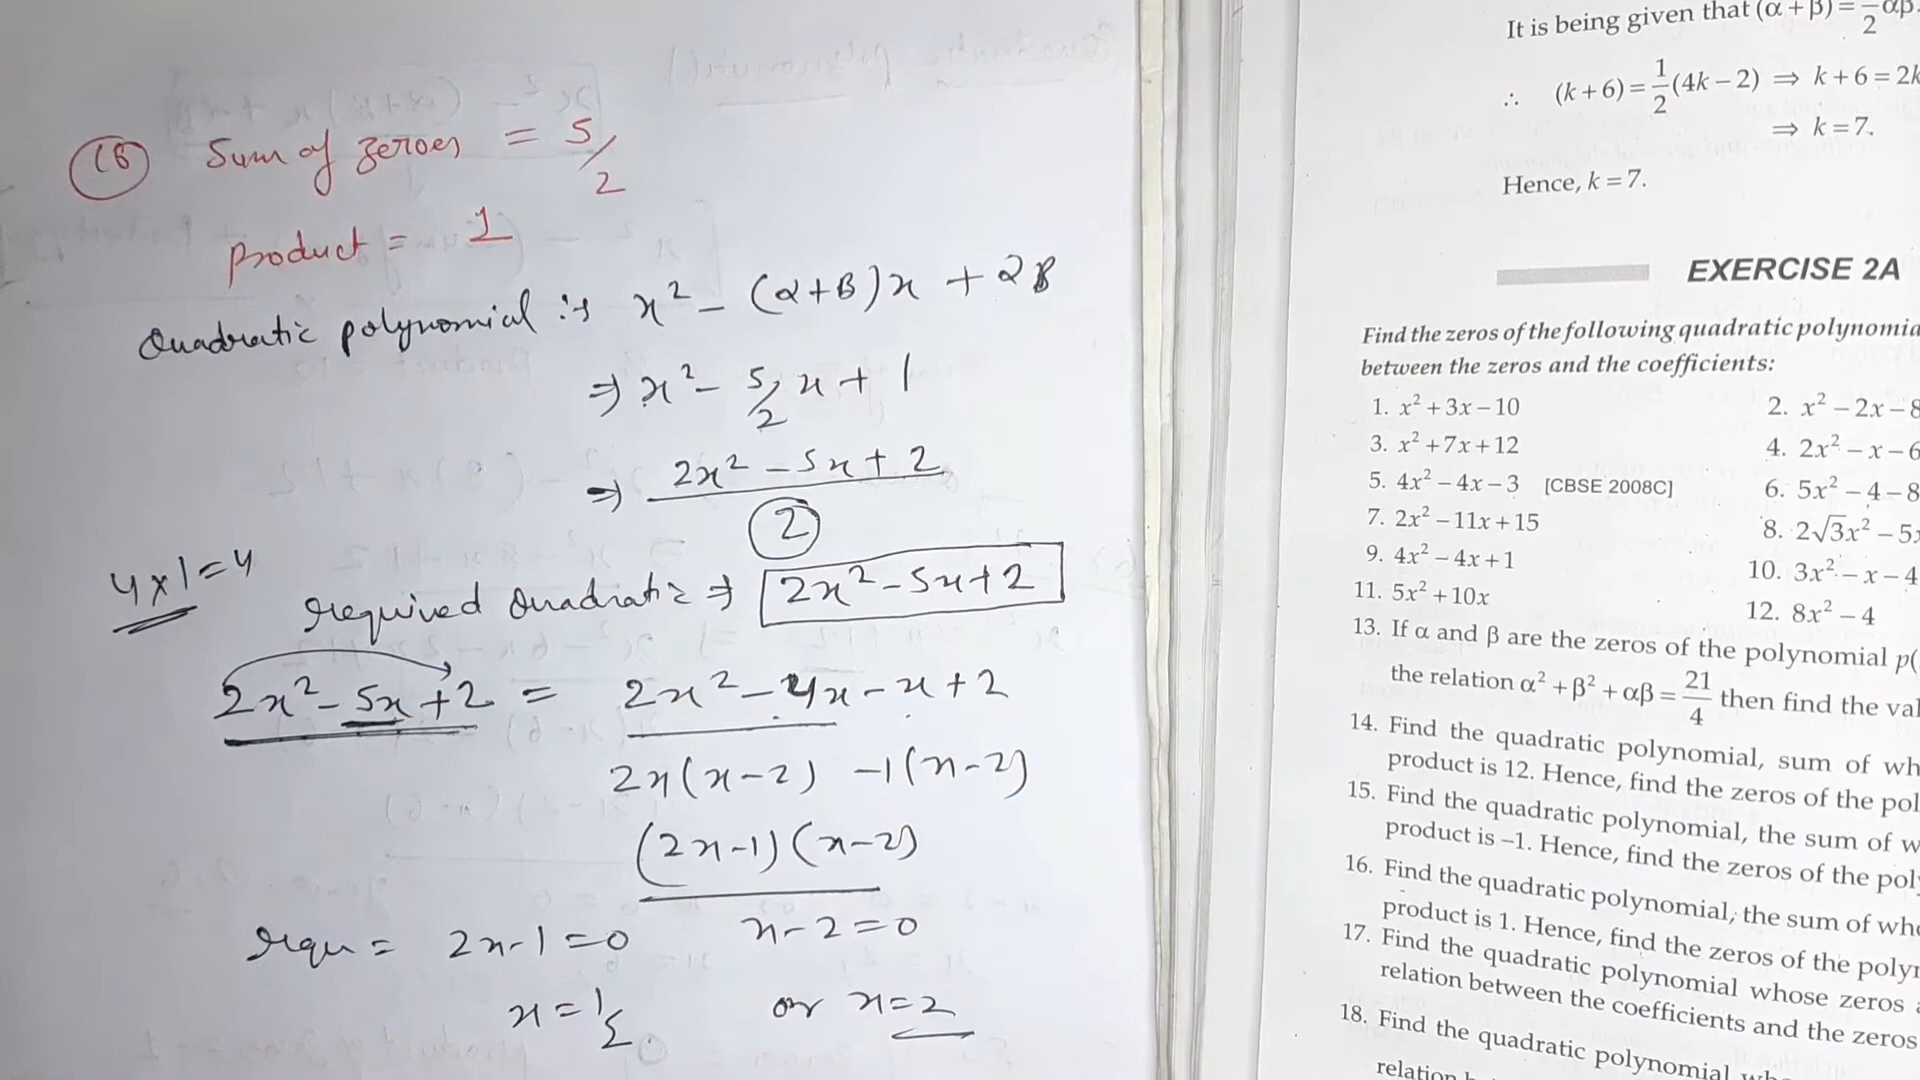 (16) Sum of zeroes = 5/2
product = 1
Quadratic polynomial is x² - (α+β)x + αβ
⇒ x² - 5/2 x + 1
⇒ 2x² - 5x + 2
2
4×1=4
required Quadratic ⇒ 2x² - 5x + 2
2x² - 5x + 2 = 2x² - 4x - x + 2
2x(x-2) -1(x-2)
(2x-1)(x-2)
= 2x-1=0 x-2=0
x = 1/2 or x=2
It is being given that (α + β) = /2 αβ.
∴ (k+6) = 1/2 (4k − 2) ⇒ k+6 = 2k
⇒ k = 7.
Hence, k = 7.
EXERCISE 2A
Find the zeros of the following quadratic
between the zeros and the coefficients:
1. x² + 3x − 10 2. x² − 2x − 8
3. x² + 7x + 12 4. 2x² − x − 6
5. 4x² − 4x − 3 [CBSE 2008C] 6. 5x² − 4 − 8
7. 2x² − 11x + 15 8. 2√3x² − 5x
9. 4x² − 4x + 1 10. 3x² − x − 4
11. 5x² + 10x 12. 8x² − 4
13. If α and β are the zeros of the polynomial p(
the relation α² + β² + αβ = 21/4 then find the val
14. Find the quadratic polynomial, sum of wh
product is 12. Hence, find the zeros of the pol
15. Find the quadratic polynomial, the sum of w
product is −1. Hence, find the zeros of the poly
16. Find the quadratic polynomial, the sum of who
product is 1. Hence, find the zeros of the polyn
17. Find the quadratic polynomial whose zeros
relation between the coefficients and the zeros
18. Find the quadratic polynomial